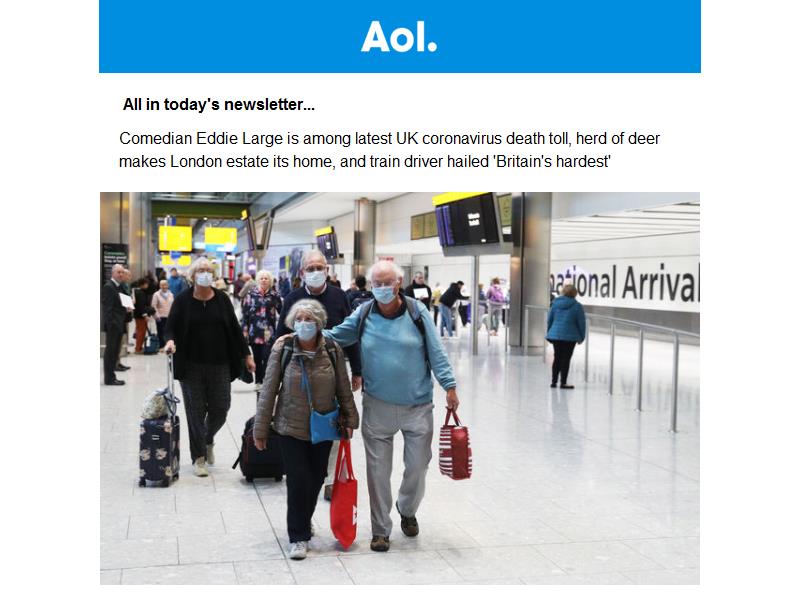 Aol.
All in today's newsletter...
Comedian Eddie Large is among latest UK coronavirus death toll, herd of deer
makes London estate its home, and train driver hailed 'Britain's hardest'
national Arrival